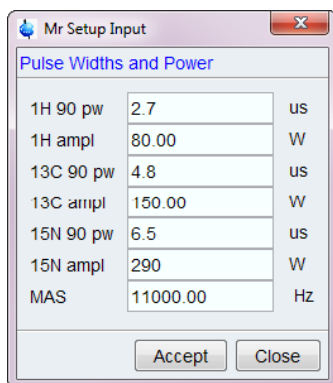 Mr Setup Input
Pulse Widths and Power
1H 90 pw 2.7 us
1H ampl 80.00 W
13C 90 pw 4.8 us
13C ampl 150.00 W
15N 90 pw 6.5 us
15N ampl 290 W
MAS 11000.00 Hz
Accept Close